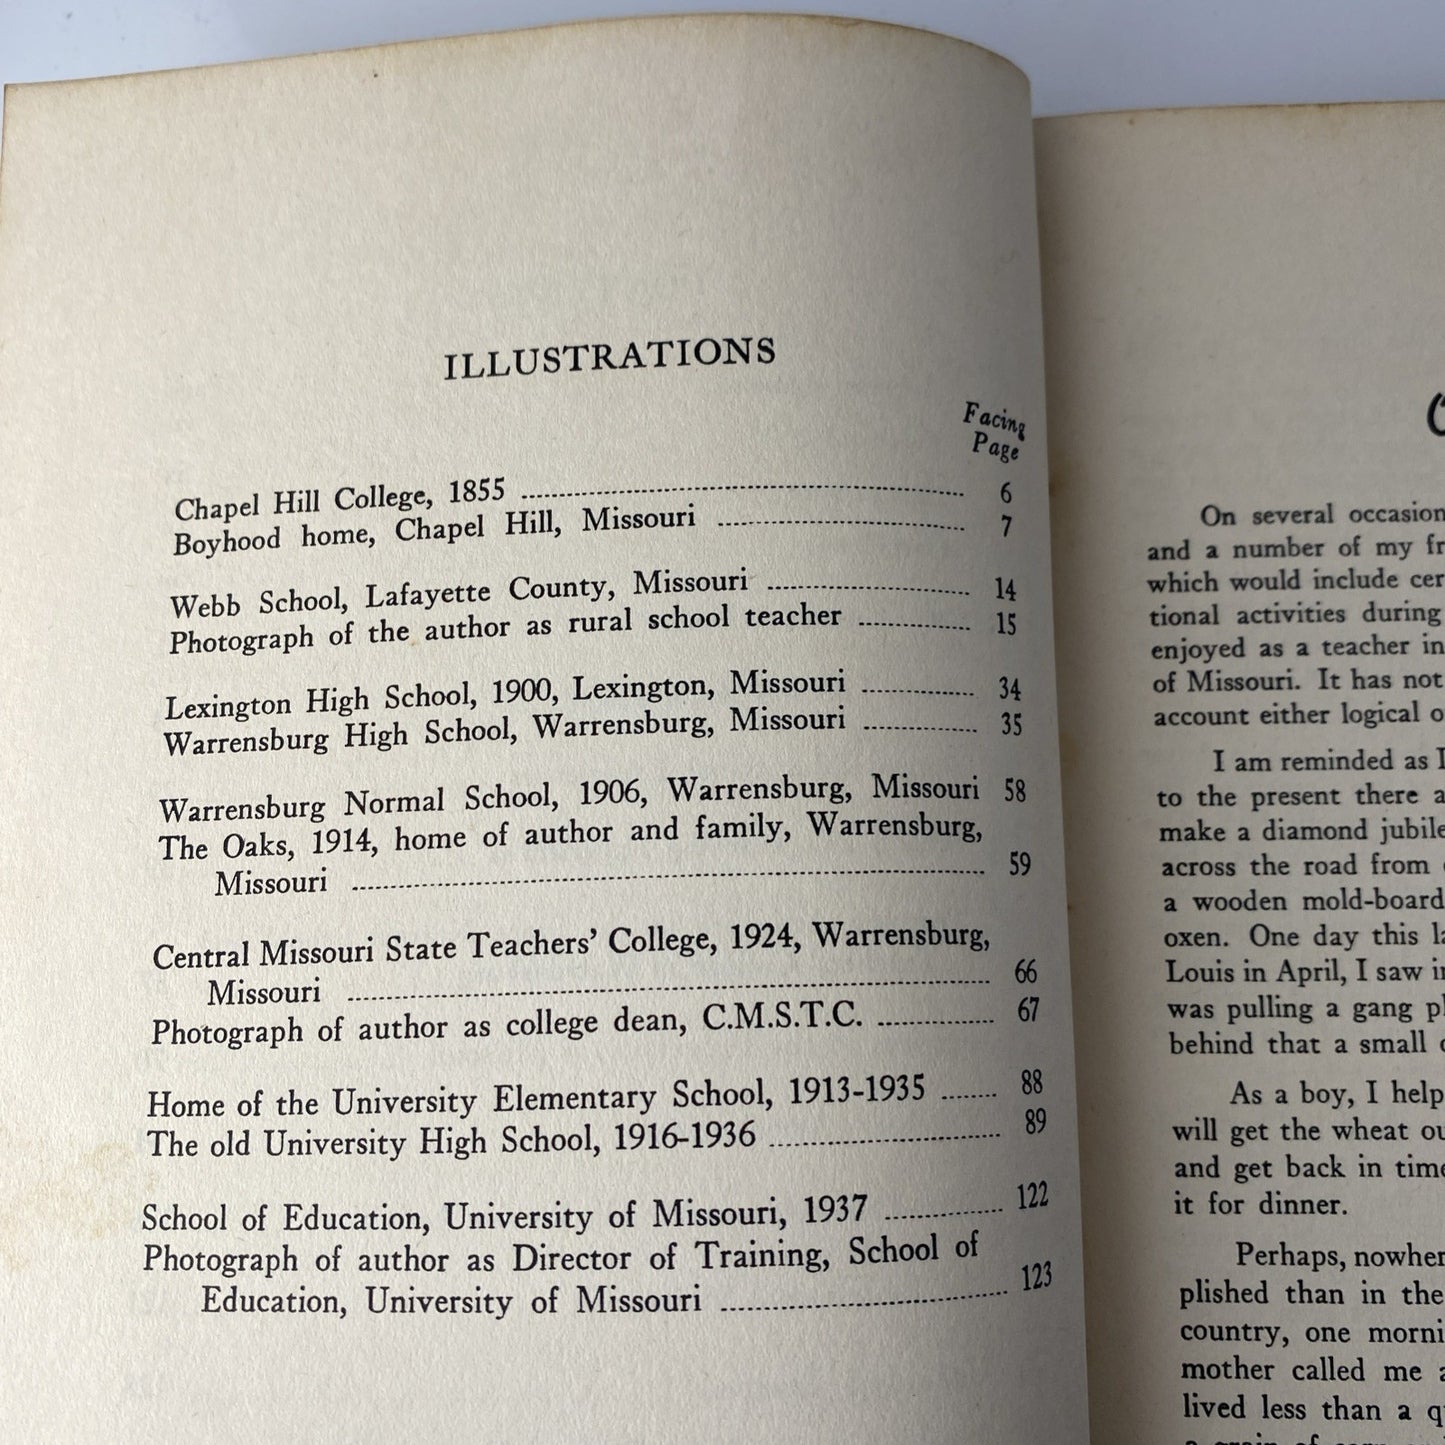 ILLUSTRATIONS
Facing
Page
Chapel Hill College, 1855 ........ 6
Boyhood home, Chapel Hill, Missouri ........ 7
Webb School, Lafayette County, Missouri ........ 14
Photograph of the author as rural school teacher ........ 15
Lexington High School, 1900, Lexington, Missouri ........ 34
Warrensburg High School, Warrensburg, Missouri ........ 35
Warrensburg Normal School, 1906, Warrensburg, Missouri 58
The Oaks, 1914, home of author and family, Warrensburg,
Missouri ........ 59
Central Missouri State Teachers' College, 1924, Warrensburg,
Missouri ........ 66
Photograph of author as college dean, C.M.S.T.C. ........ 67
Home of the University Elementary School, 1913-1935 ........ 88
The old University High School, 1916-1936 ........ 89
School of Education, University of Missouri, 1937 ........ 122
Photograph of author as Director of Training, School of
Education, University of Missouri ........ 123
On several occasion
and a number of my fr
which would include cer
tional activities during
enjoyed as a teacher in
of Missouri. It has not
account either logical o
I am reminded as I
to the present there a
make a diamond jubile
across the road from
a wooden mold-board
oxen. One day this la
Louis in April, I saw in
was pulling a gang pl
behind that a small
As a boy, I help
will get the wheat ou
and get back in time
it for dinner.
Perhaps, nowher
plished than in the
country, one morni
mother called me a
lived less than a qu